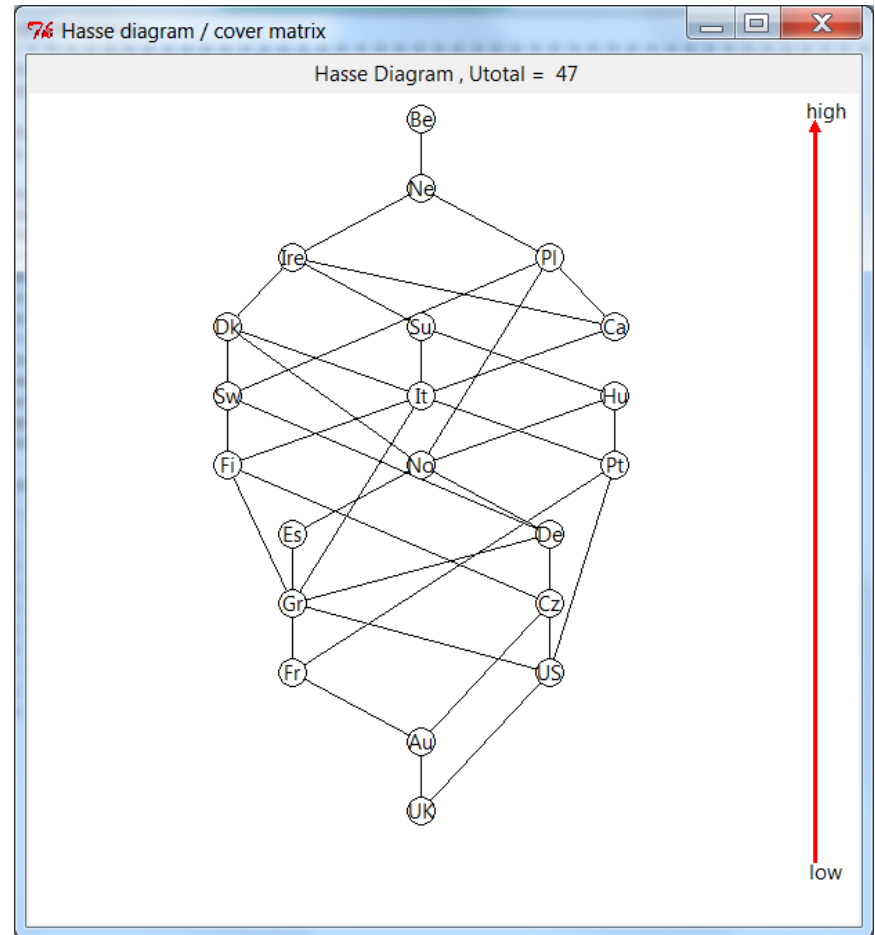 Hasse diagram / cover matrix
Hasse Diagram , Utotal = 47
high
Be
Ne
Ire Pl
Dk Su Ca
Sw It Hu
Fi No Pt
Es De
Gr Cz
Fr US
Au
UK
low